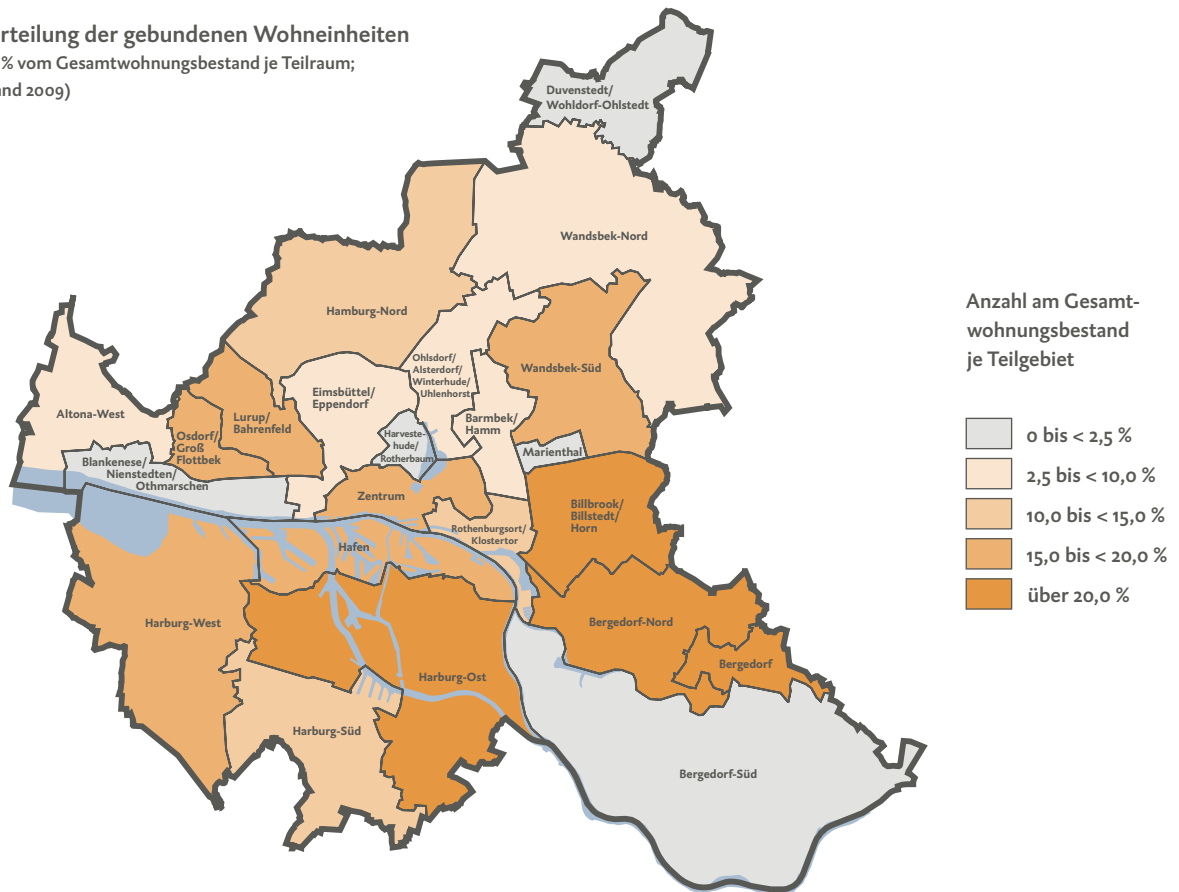 rteilung der gebundenen Wohneinheiten
% vom Gesamtwohnungsbestand je Teilraum;
and 2009)
Duvenstedt/
Wohldorf-Ohlstedt
Wandsbek-Nord
Hamburg-Nord
Ohlsdorf/
Alsterdorf/
Winterhude/
Uhlenhorst
Wandsbek-Süd
Eimsbüttel/
Eppendorf
Altona-West
Lurup/
Bahrenfeld
Osdorf/
Groß
Flottbek
Barmbek/
Hamm
Harveste-
hude/
Rotherbaum
Marienthal
Blankenese/
Nienstedten/
Othmarschen
Zentrum
Billbrook/
Billstedt/
Horn
Rothenburgsort/
Klostertor
Hafen
Harburg-West
Bergedorf-Nord
Bergedorf
Harburg-Ost
Harburg-Süd
Bergedorf-Süd
Anzahl am Gesamt-
wohnungsbestand
je Teilgebiet
0 bis < 2,5 %
2,5 bis < 10,0 %
10,0 bis < 15,0 %
15,0 bis < 20,0 %
über 20,0 %